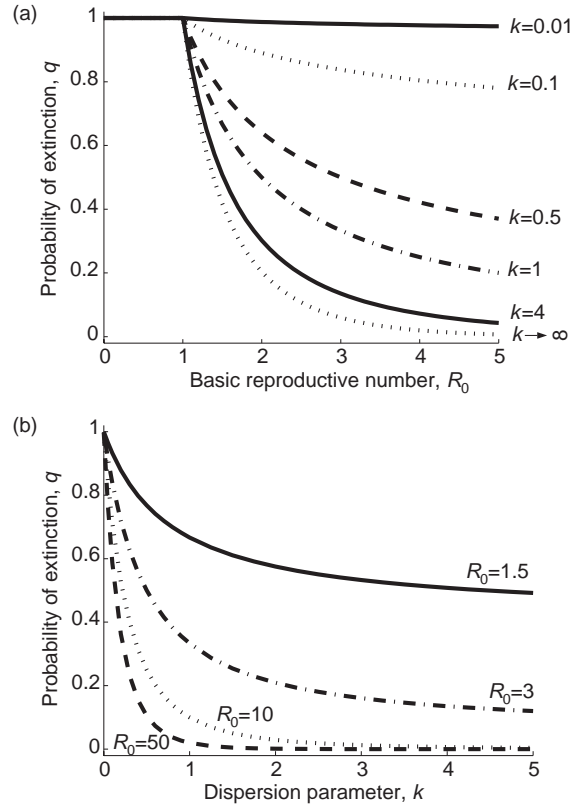 (a)
1
0.8
0.6
0.4
0.2
0
Probability of extinction, q
k=0.01
k=0.1
k=0.5
k=1
k=4
k→∞
0 1 2 3 4 5
Basic reproductive number, R₀
(b)
1
0.8
0.6
0.4
0.2
0
Probability of extinction, q
R₀=1.5
R₀=3
R₀=10
R₀=50
0 1 2 3 4 5
Dispersion parameter, k